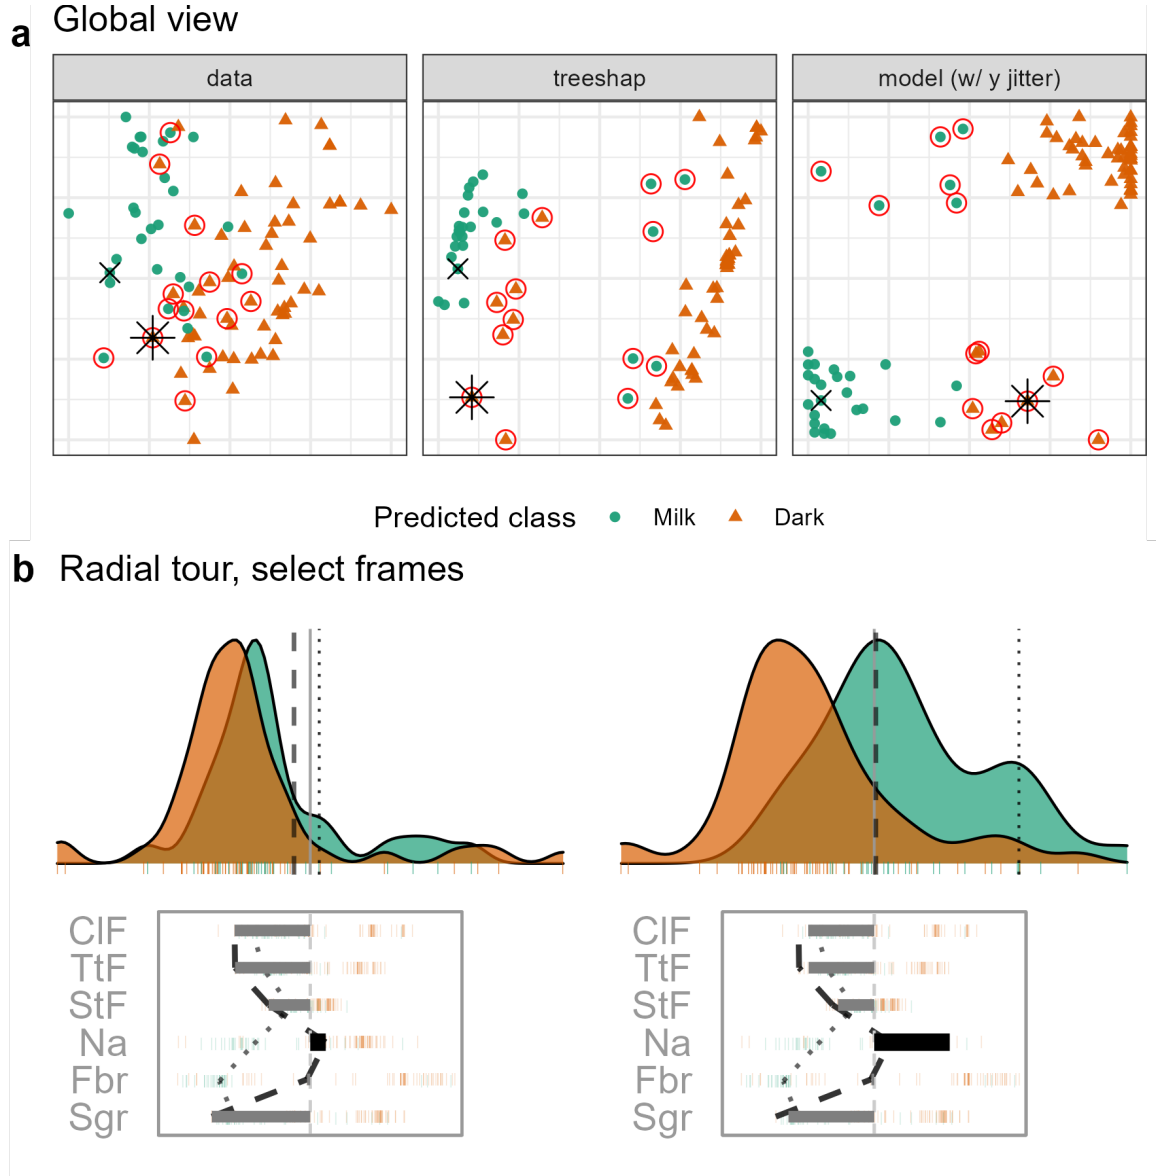 a Global view
data treeshap model (w/ y jitter)
Predicted class Milk Dark
b Radial tour, select frames
ClF ClF
TtF TtF
StF StF
Na Na
Fbr Fbr
Sgr Sgr